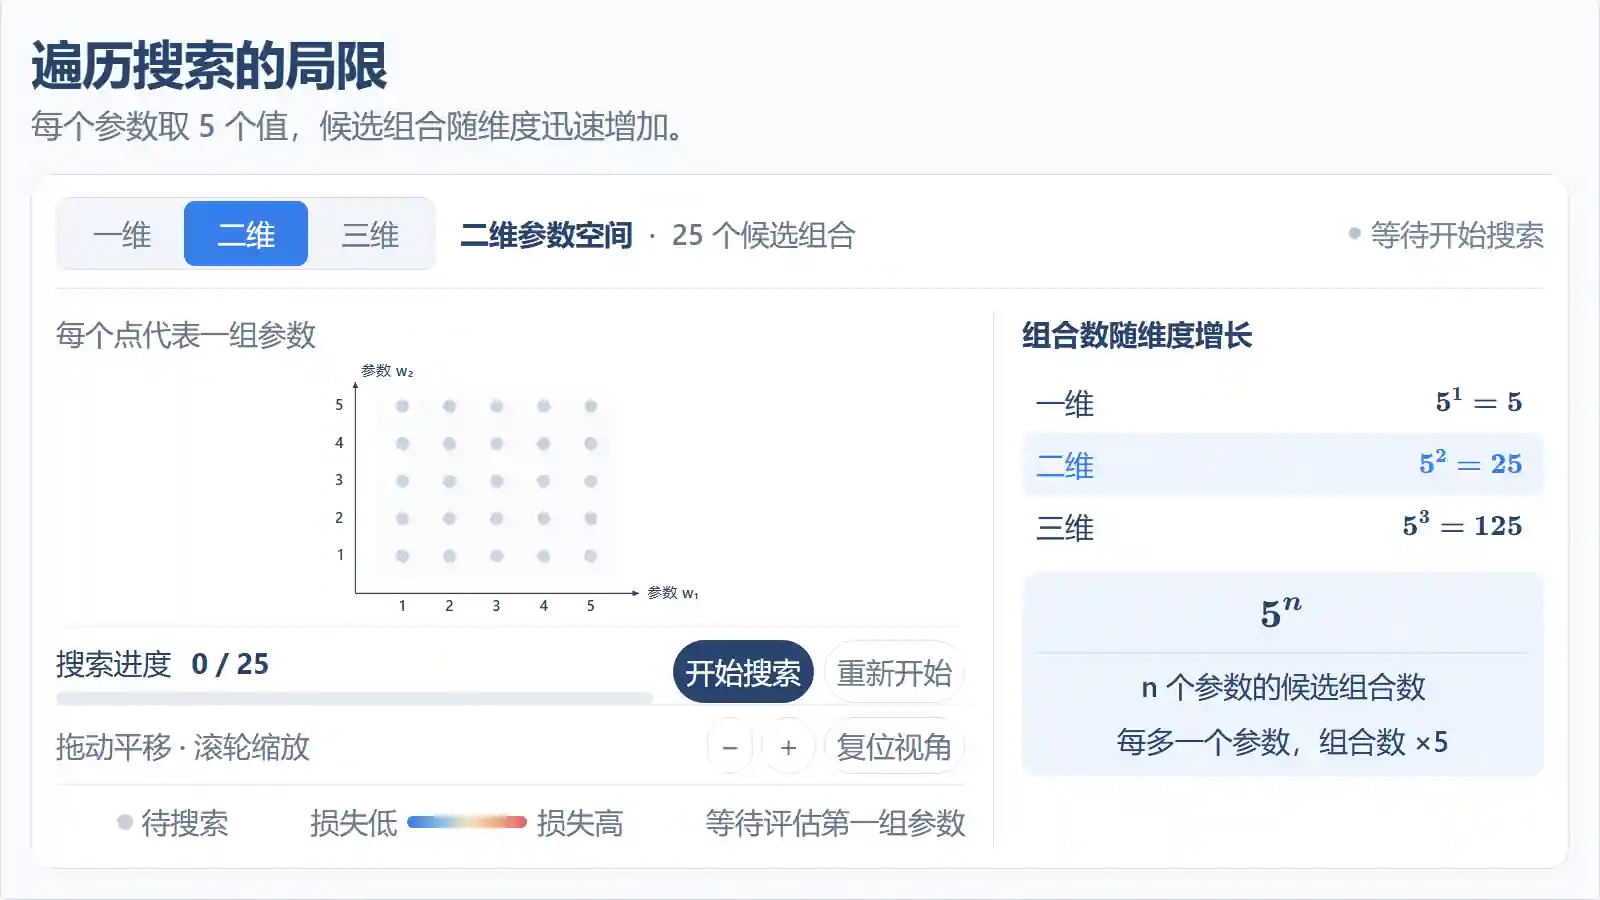 遍历搜索的局限
每个参数取 5 个值，候选组合随维度迅速增加。
一维 二维 三维 二维参数空间 · 25 个候选组合 等待开始搜索
每个点代表一组参数
参数 w₂
5
4
3
2
1
1 2 3 4 5
参数 w₁
搜索进度 0 / 25
开始搜索 重新开始
拖动平移 · 滚轮缩放
− + 复位视角
待搜索 损失低 损失高 等待评估第一组参数
组合数随维度增长
一维 5¹ = 5
二维 5² = 25
三维 5³ = 125
5ⁿ
n 个参数的候选组合数
每多一个参数，组合数 ×5